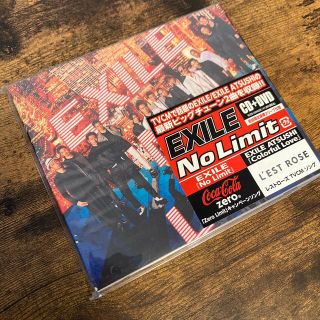 EXILE
TVCMで話題のEXILE/EXILE ATSUSHIの
最新ビッグチューン2曲を収録!!
EXILE
CD+DVD
No Limit
EXILE
「No Limit」
EXILE ATSUSHI
「Colorful Love」
Coca-Cola
zero
「Zero Limit」キャンペーンソング
L'EST ROSE
レストローズ TVCMソング